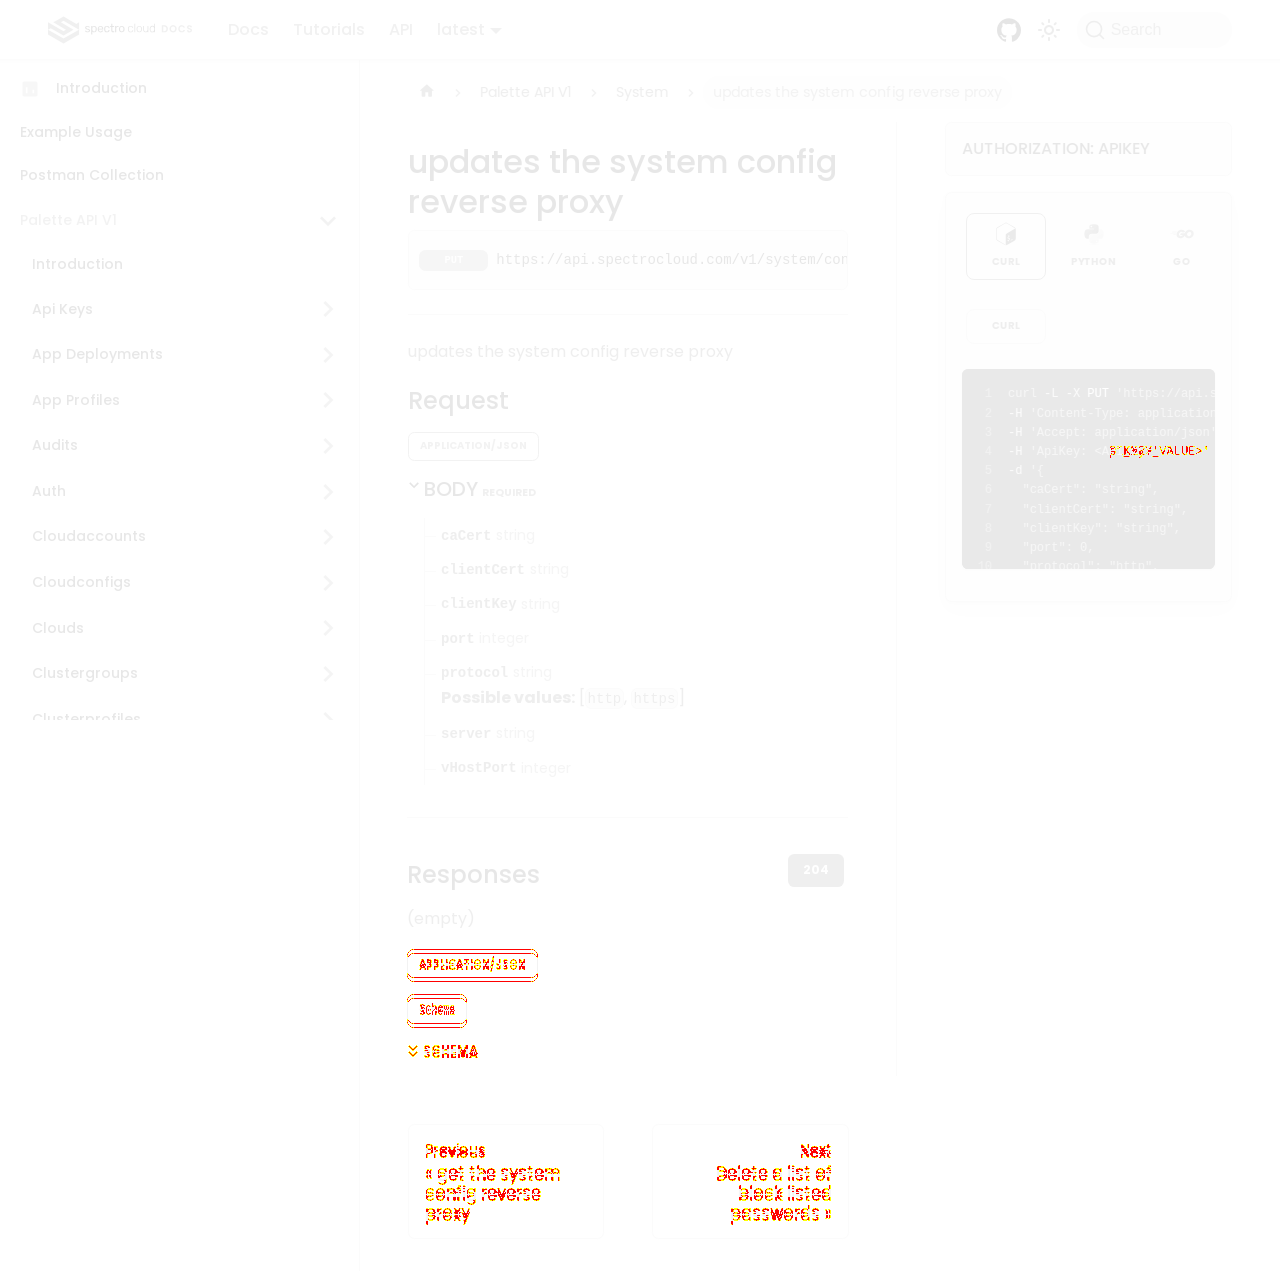 spectro cloud DOCS
Docs
Tutorials
API
latest
Search
Introduction
Example Usage
Postman Collection
Palette API V1
Introduction
Api Keys
App Deployments
App Profiles
Audits
Auth
Cloudaccounts
Cloudconfigs
Clouds
Clustergroups
Clusterprofiles
Palette API V1
System
updates the system config reverse proxy
updates the system config
reverse proxy
PUT https://api.spectrocloud.com/v1/system/con
updates the system config reverse proxy
Request
APPLICATION/JSON
BODY REQUIRED
caCert string
clientCert string
clientKey string
port integer
protocol string
Possible values: [http, https]
server string
vHostPort integer
Responses
204
(empty)
APPLICATION/JSON
Schema
SCHEMA
Previous
« get the system
config reverse
proxy
Next
Delete a list of
block listed
passwords »
AUTHORIZATION: APIKEY
CURL
PYTHON
GO
GO
CURL
1 curl -L -X PUT 'https://api.s
2 -H 'Content-Type: application
3 -H 'Accept: application/json'
4 -H 'ApiKey:
5 -d '{
6 "caCert": "string",
7 "clientCert": "string",
8 "clientKey": "string",
9 "port": 0,
10 "protocol": "http"